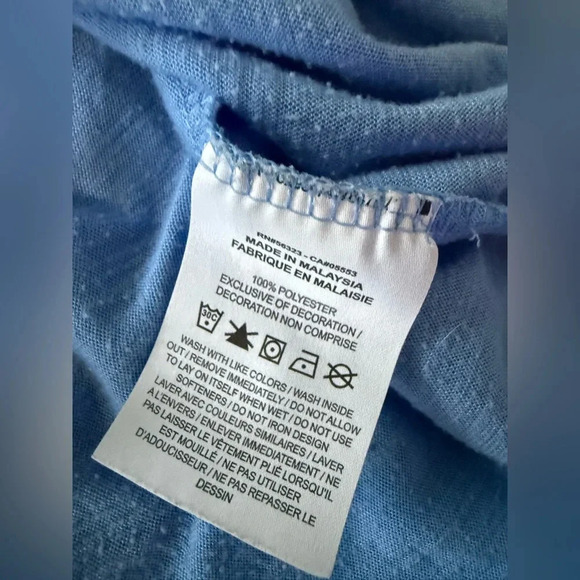 RN#56323 - CA#05553
MADE IN MALAYSIA
FABRIQUE EN MALAISIE
100% POLYESTER
EXCLUSIVE OF DECORATION /
DECORATION NON COMPRISE
30C
WASH WITH LIKE COLORS / WASH INSIDE
OUT / REMOVE IMMEDIATELY / DO NOT ALLOW
TO LAY ON ITSELF WHEN WET / DO NOT USE
SOFTENERS / DO NOT IRON DESIGN
LAVER AVEC COULEURS SIMILAIRES / LAVER
A L'ENVERS / ENLEVER IMMEDIATEMENT / NE
PAS LAISSER LE VÊTEMENT PLIÉ LORSQU'IL
EST MOUILLÉ / NE PAS UTILISER
D'ADOUCISSEUR / NE PAS REPASSER LE
DESSIN